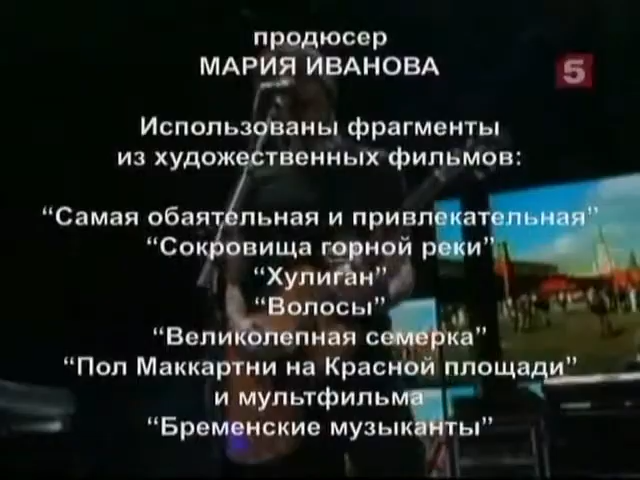 продюсер
МАРИЯ ИВАНОВА
5
Использованы фрагменты
из художественных фильмов:
“Самая обаятельная и привлекательная”
“Сокровища горной реки”
“Хулиган”
“Волосы”
“Великолепная семерка”
“Пол Маккартни на Красной площади”
и мультфильма
“Бременские музыканты”